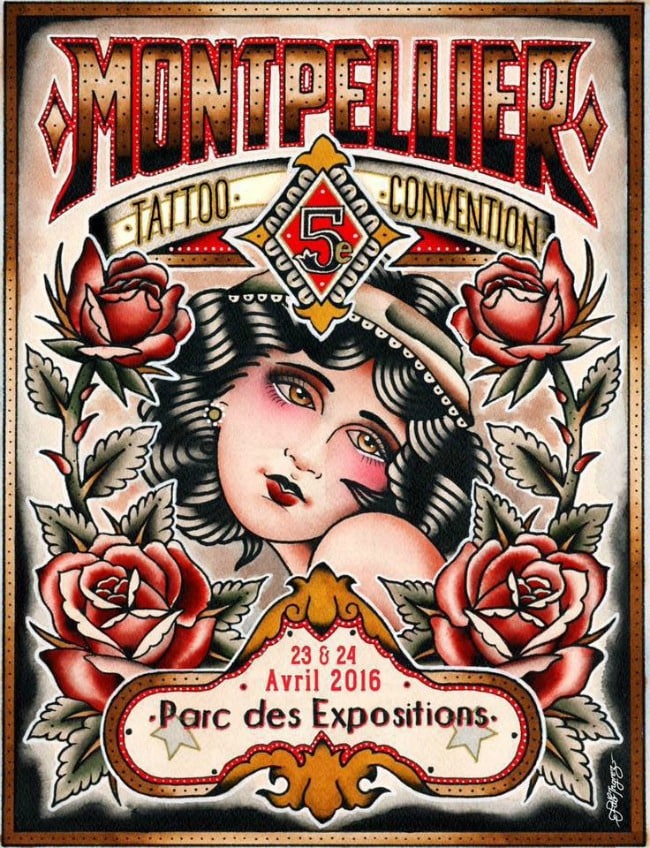 MONTPELLIER
TATTOO
5e
CONVENTION
23 & 24
Avril 2016
Parc des Expositions